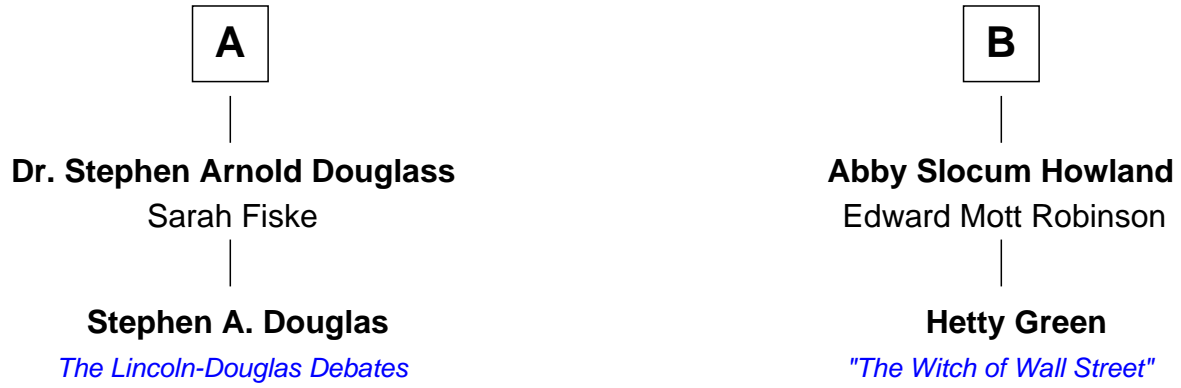 A
Dr. Stephen Arnold Douglass
Sarah Fiske
Stephen A. Douglas
The Lincoln-Douglas Debates
B
Abby Slocum Howland
Edward Mott Robinson
Hetty Green
"The Witch of Wall Street"